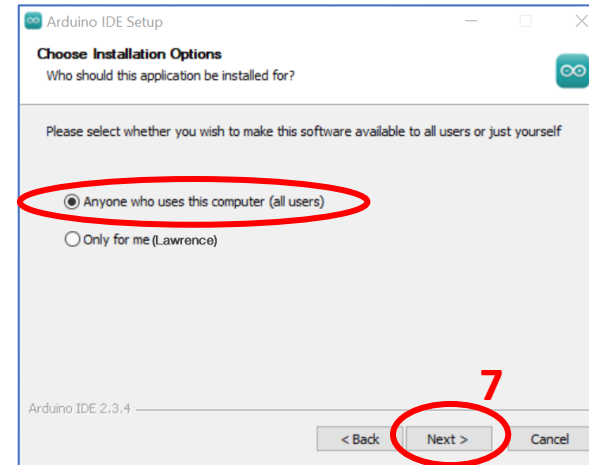 Arduino IDE Setup
Choose Installation Options
Who should this application be installed for?
Please select whether you wish to make this software available to all users or just yourself
Anyone who uses this computer (all users)
Only for me (Lawrence)
7
Arduino IDE 2.3.4
< Back Next > Cancel